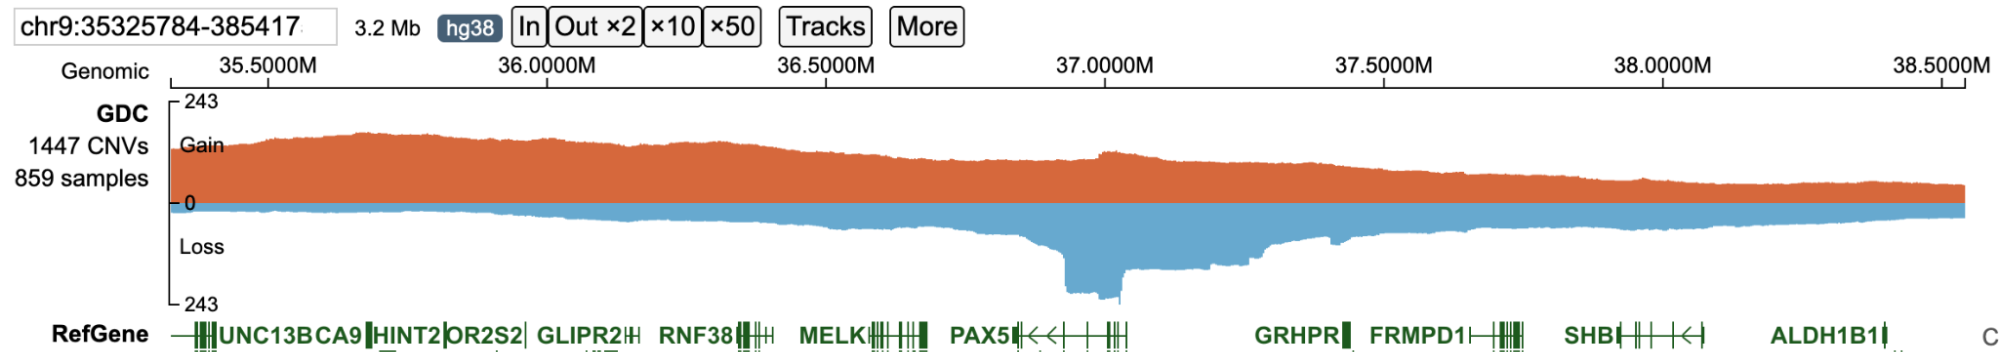 chr9:35325784-385417 3.2 Mb hg38 In Out ×2 ×10 ×50 Tracks More
Genomic 35.5000M 36.0000M 36.5000M 37.0000M 37.5000M 38.0000M 38.5000M
GDC 243
1447 CNVs Gain
859 samples
0
Loss
243
RefGene UNC13B CA9 HINT2 OR2S2 GLIPR2 RNF38 MELK PAX5 GRHPR FRMPD1 SHB ALDH1B1 C